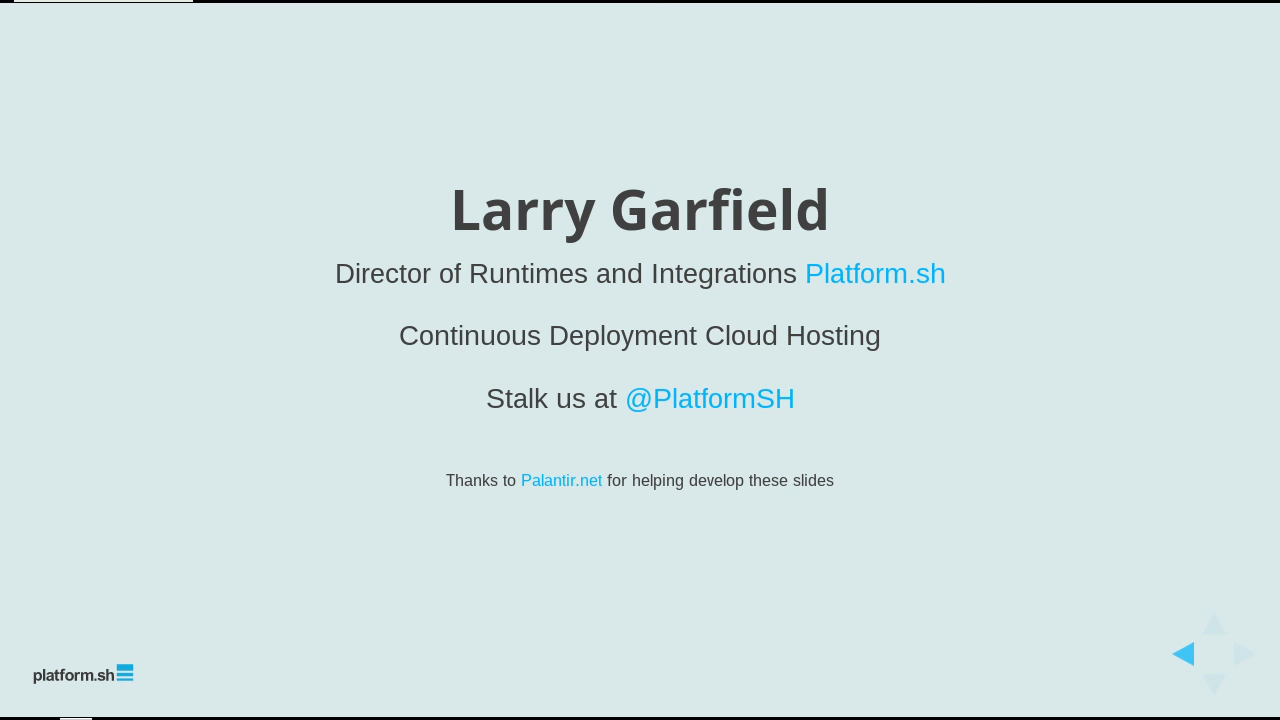 Larry Garfield
Director of Runtimes and Integrations Platform.sh
Continuous Deployment Cloud Hosting
Stalk us at @PlatformSH
Thanks to Palantir.net for helping develop these slides
platform.sh